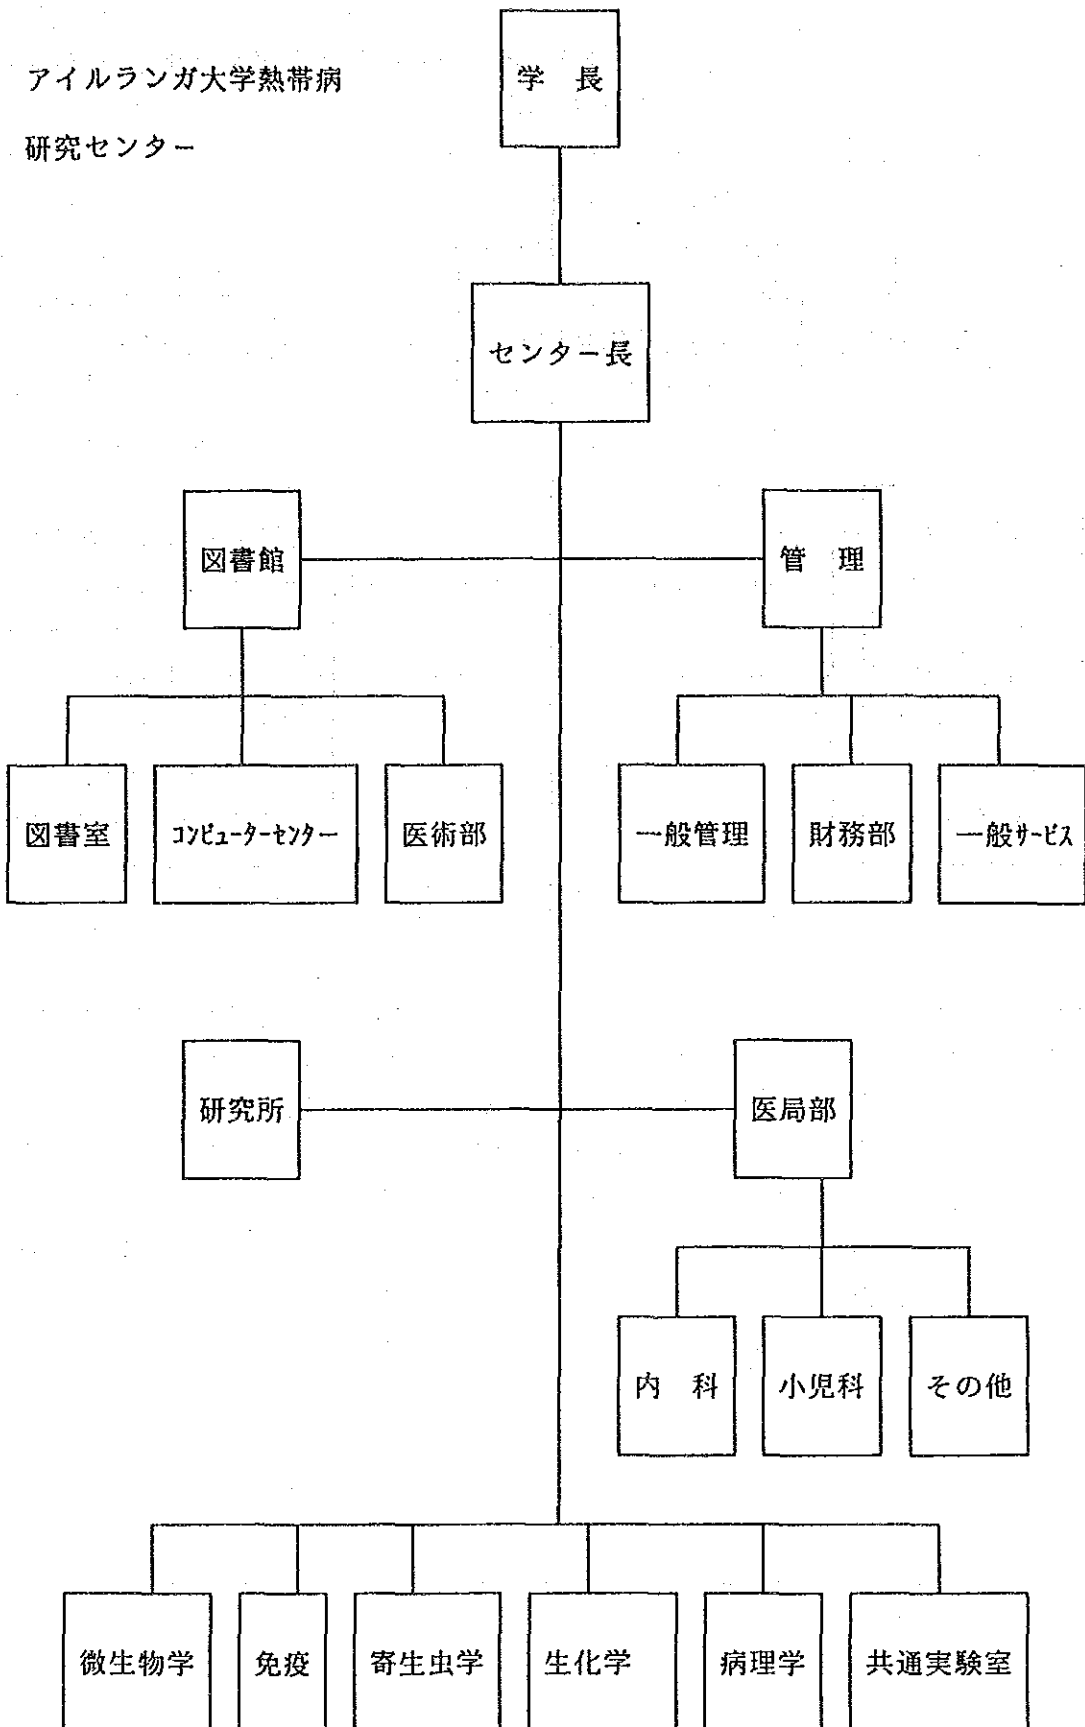 アイルランガ大学熱帯病
研究センター
学 長
センター長
図書館
管 理
図書室
コンピューターセンター
医術部
一般管理
財務部
一般サービス
研究所
医局部
内 科
小児科
その他
微生物学
免疫
寄生虫学
生化学
病理学
共通実験室